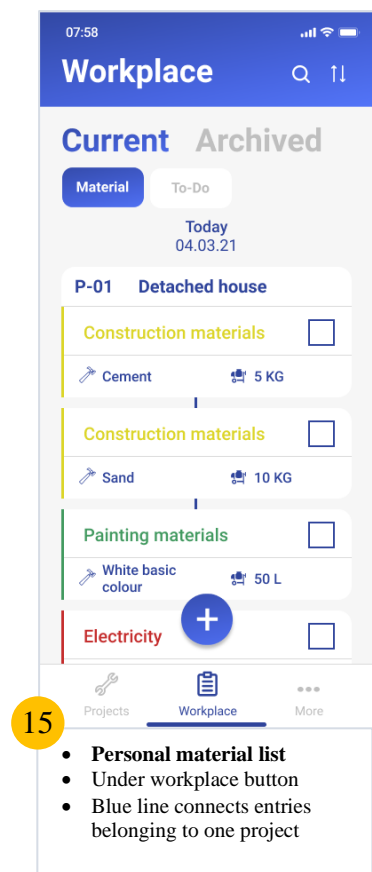 07:58
Workplace
Current Archived
Material To-Do
Today
04.03.21
P-01 Detached house
Construction materials
Cement 5 KG
Construction materials
Sand 10 KG
Painting materials
White basic
colour 50 L
Electricity
+
Projects Workplace More
15
• Personal material list
• Under workplace button
• Blue line connects entries
belonging to one project